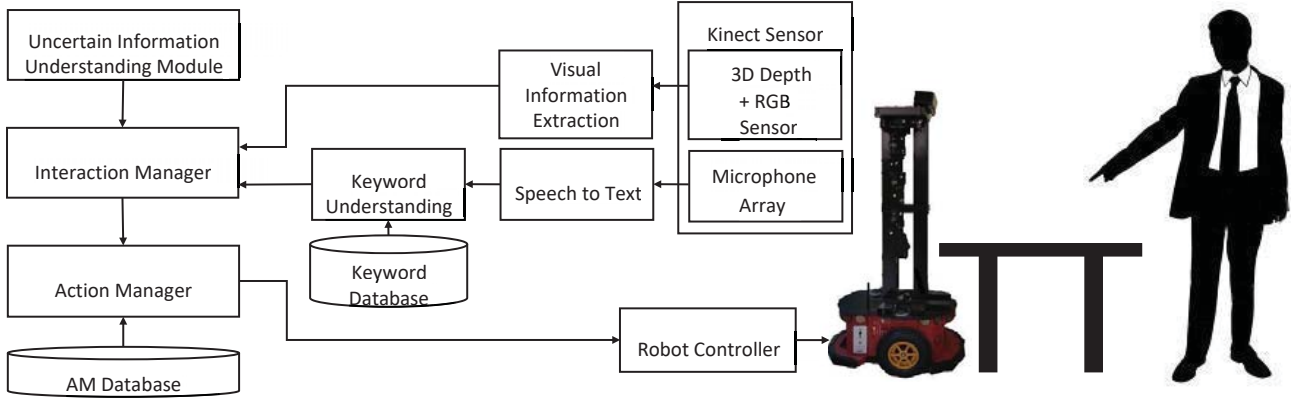 Uncertain Information
Understanding Module
Interaction Manager
Action Manager
AM Database
Visual
Information
Extraction
Keyword
Understanding
Keyword
Database
Speech to Text
Kinect Sensor
3D Depth
+ RGB
Sensor
Microphone
Array
Robot Controller